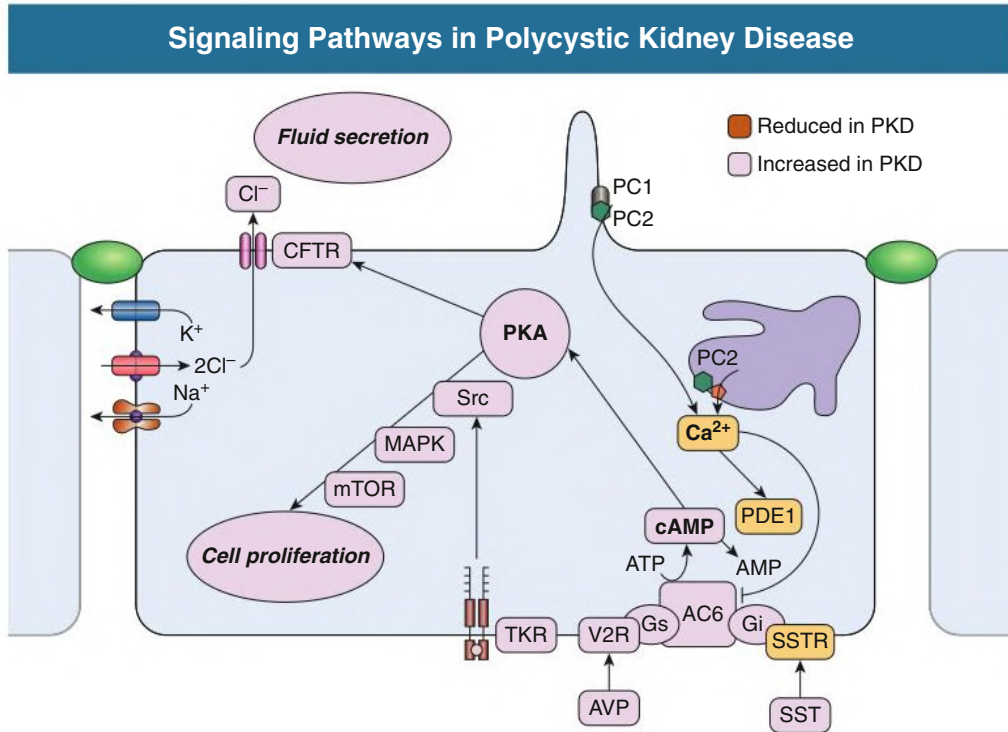 Signaling Pathways in Polycystic Kidney Disease
Fluid secretion
Reduced in PKD
Increased in PKD
Cl⁻
PC1
PC2
CFTR
K⁺
PKA
2Cl⁻
PC2
Na⁺
Src
Ca²⁺
MAPK
mTOR
PDE1
cAMP
Cell proliferation
ATP
AMP
AC6
Gs
Gi
TKR
V2R
SSTR
AVP
SST